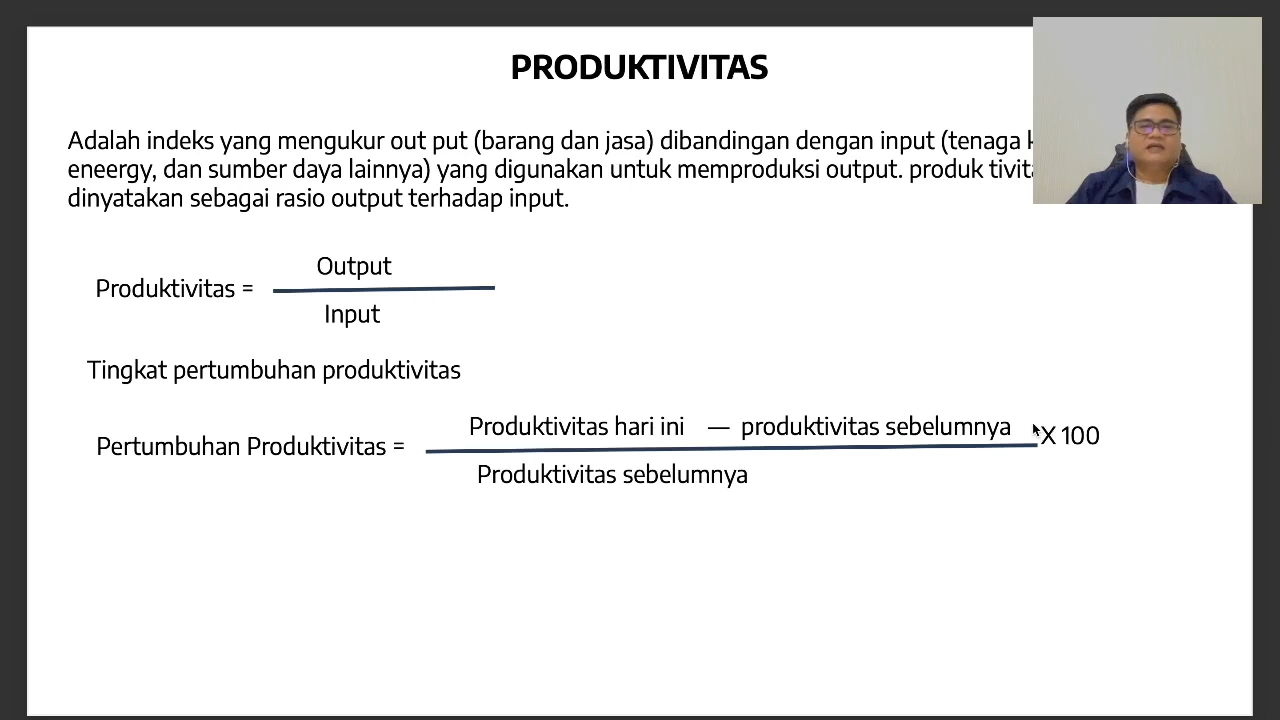 PRODUKTIVITAS
Adalah indeks yang mengukur out put (barang dan jasa) dibandingan dengan input (tenaga
eneergy, dan sumber daya lainnya) yang digunakan untuk memproduksi output. produk
dinyatakan sebagai rasio output terhadap input.
Output
Produktivitas =
Input
Tingkat pertumbuhan produktivitas
Produktivitas hari ini — produktivitas sebelumnya
Pertumbuhan Produktivitas = X 100
Produktivitas sebelumnya